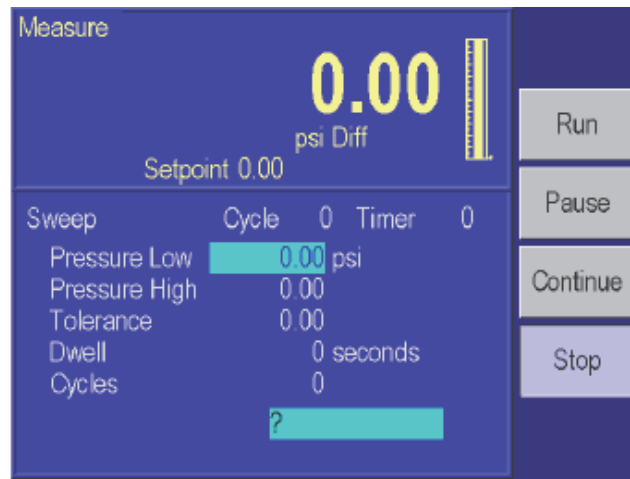 Measure
0.00
psi Diff
Setpoint 0.00
Sweep Cycle 0 Timer 0
Pressure Low 0.00 psi
Pressure High 0.00
Tolerance 0.00
Dwell 0 seconds
Cycles 0
?
Run
Pause
Continue
Stop